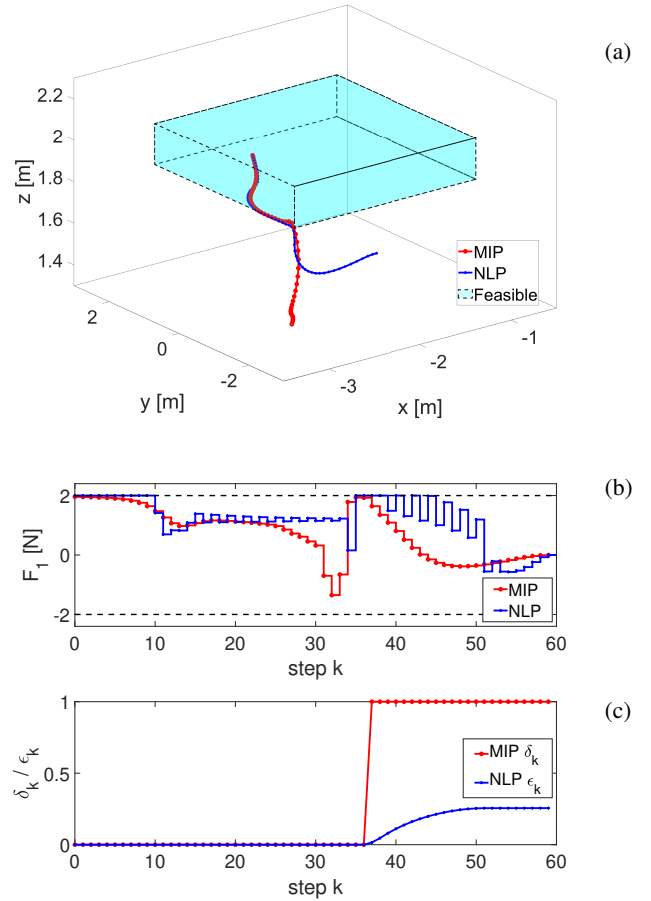 (a)
2.2
2
1.8
1.6
1.4
z [m]
MIP
NLP
Feasible
2
0
-2
y [m]
-3
-2
-1
x [m]
(b)
2
0
-2
F1 [N]
MIP
NLP
0 10 20 30 40 50 60
step k
(c)
1
0.5
0
δk / ϵk
MIP δk
NLP ϵk
0 10 20 30 40 50 60
step k